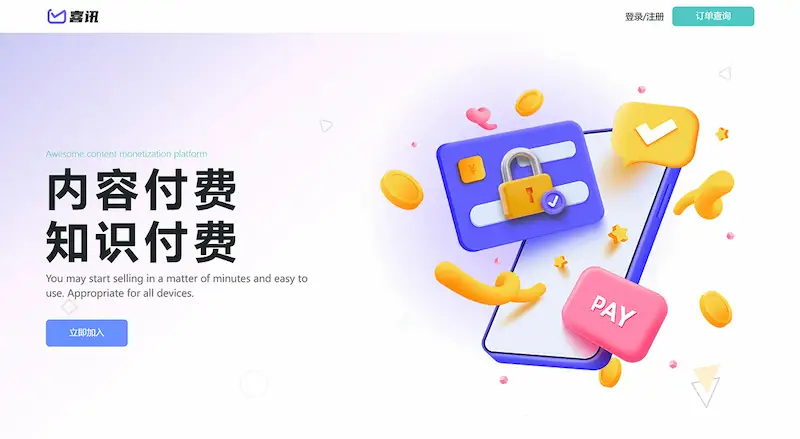 喜讯
登录/注册
订单查询
Awesome content monetization platform
内容付费
知识付费
You may start selling in a matter of minutes and easy to
use. Appropriate for all devices.
立即加入
PAY